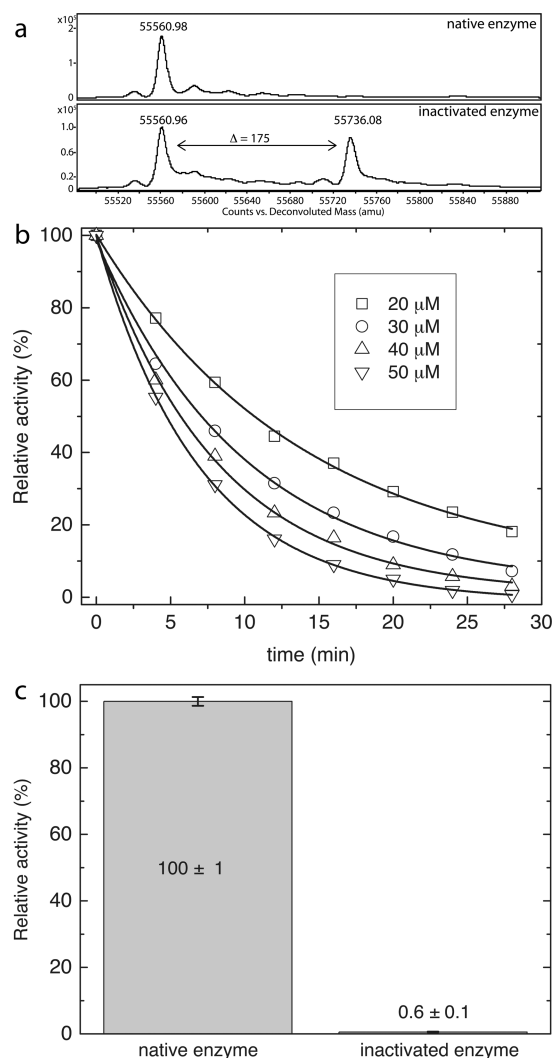 a
x10⁵
55560.98
native enzyme
2
1
0
x10⁵
55560.96
55736.08
inactivated enzyme
1.0
Δ = 175
0.6
0.2
0
55520 55560 55600 55640 55680 55720 55760 55800 55840 55880
Counts vs. Deconvoluted Mass (amu)
b
100
80
60
40
20
0
Relative activity (%)
20 μM
30 μM
40 μM
50 μM
0 5 10 15 20 25 30
time (min)
c
100
80
60
40
20
0
Relative activity (%)
100 ± 1
0.6 ± 0.1
native enzyme inactivated enzyme